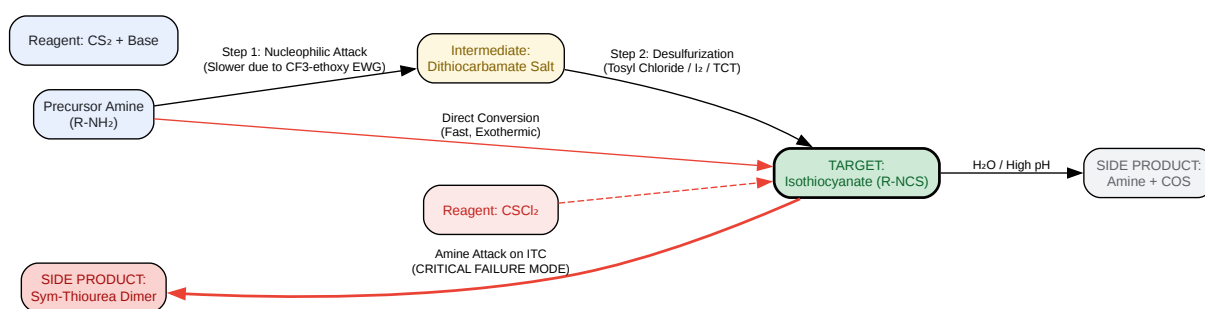 Reagent: CS₂ + Base
Step 1: Nucleophilic Attack
(Slower due to CF3-ethoxy EWG)
Intermediate:
Dithiocarbamate Salt
Step 2: Desulfurization
(Tosyl Chloride / I₂ / TCT)
Precursor Amine
(R-NH₂)
Direct Conversion
(Fast, Exothermic)
TARGET:
Isothiocyanate (R-NCS)
H₂O / High pH
SIDE PRODUCT:
Amine + COS
Reagent: CSCl₂
Amine Attack on ITC
(CRITICAL FAILURE MODE)
SIDE PRODUCT:
Sym-Thiourea Dimer